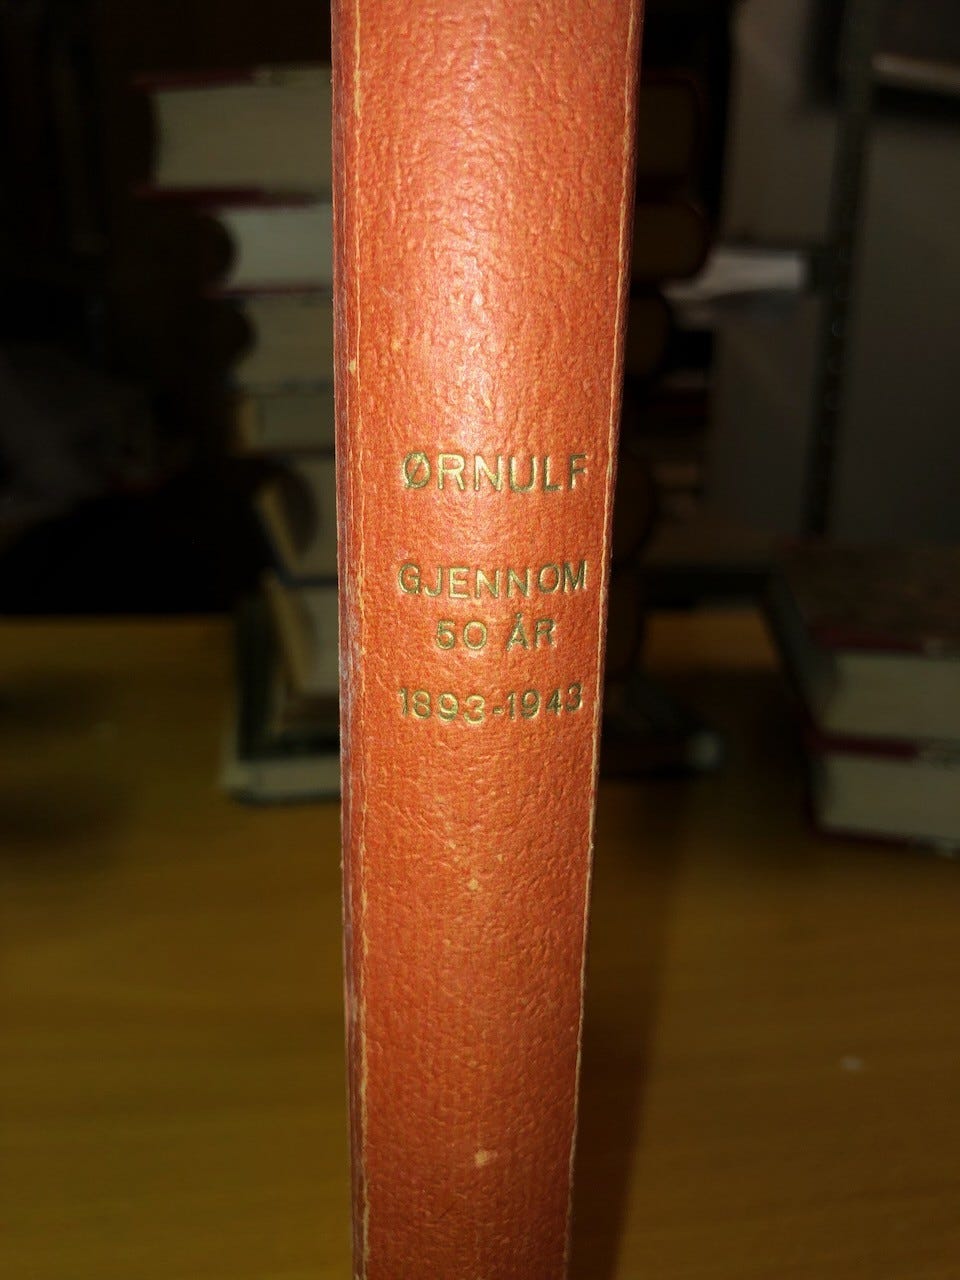 ØRNULF
GJENNOM
50 ÅR
1893-1943